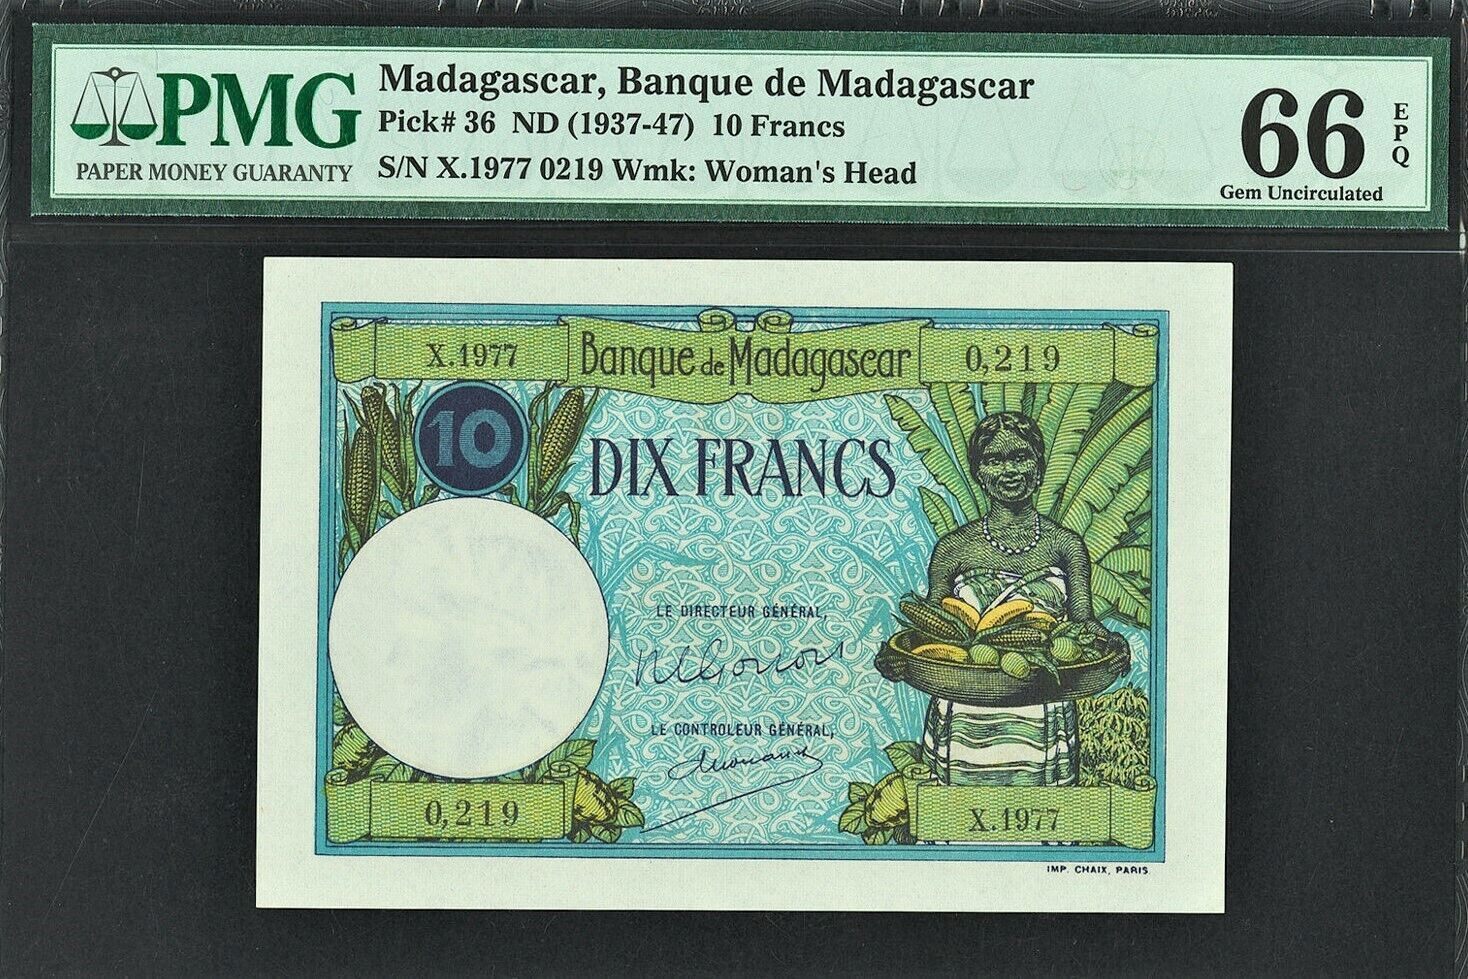 PMG
PAPER MONEY GUARANTY
Madagascar, Banque de Madagascar
Pick# 36 ND (1937-47) 10 Francs
S/N X.1977 0219 Wmk: Woman's Head
66
EPQ
Gem Uncirculated
X.1977
Banque de Madagascar
0,219
10
DIX FRANCS
LE DIRECTEUR GÉNÉRAL,
LE CONTROLEUR GÉNÉRAL,
0,219
X.1977
IMP. CHAIX, PARIS